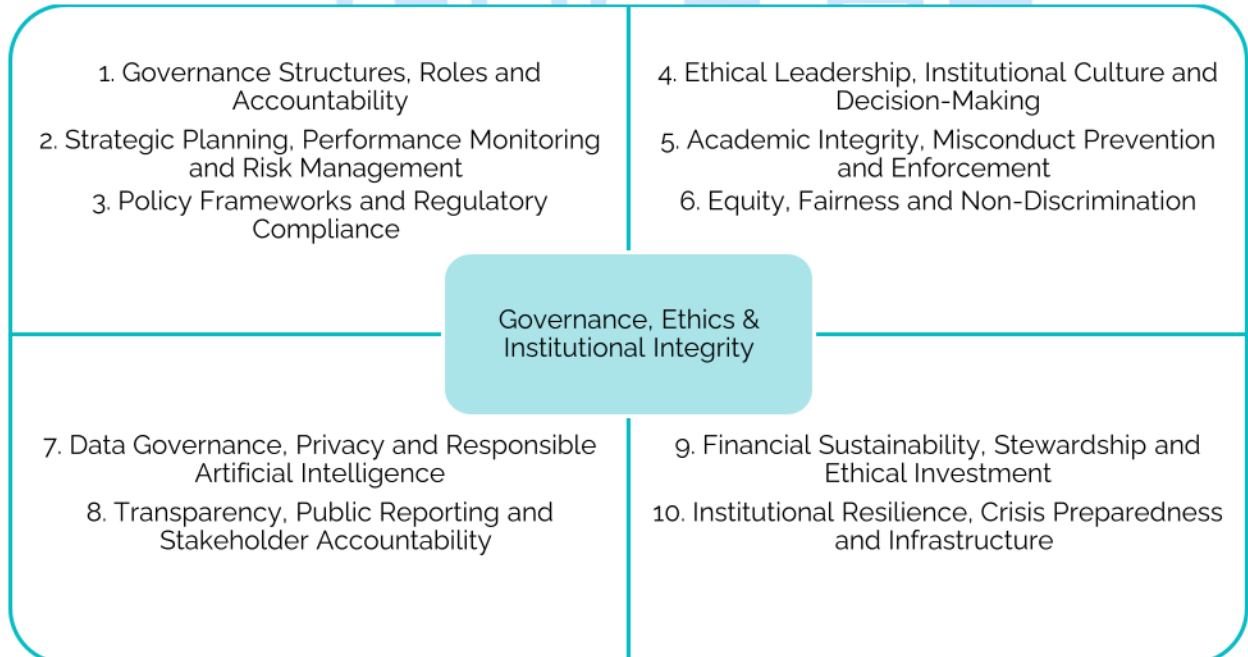 1. Governance Structures, Roles and
Accountability
2. Strategic Planning, Performance Monitoring
and Risk Management
3. Policy Frameworks and Regulatory
Compliance
4. Ethical Leadership, Institutional Culture and
Decision-Making
5. Academic Integrity, Misconduct Prevention
and Enforcement
6. Equity, Fairness and Non-Discrimination
Governance, Ethics &
Institutional Integrity
7. Data Governance, Privacy and Responsible
Artificial Intelligence
8. Transparency, Public Reporting and
Stakeholder Accountability
9. Financial Sustainability, Stewardship and
Ethical Investment
10. Institutional Resilience, Crisis Preparedness
and Infrastructure